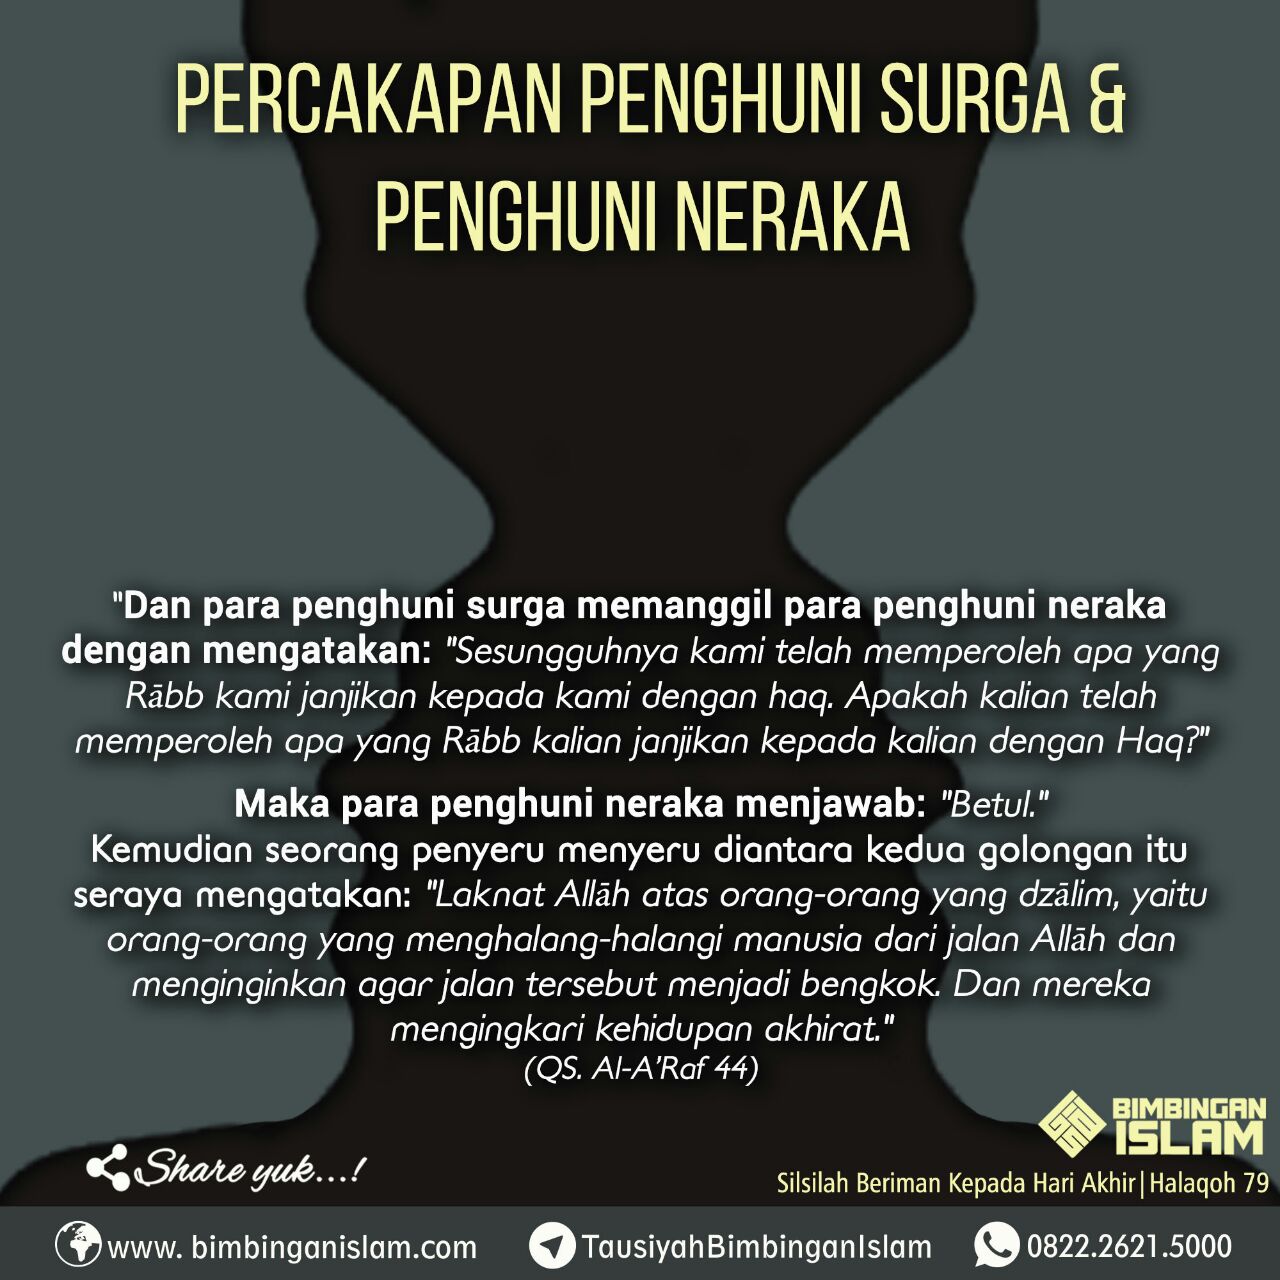 PERCAKAPAN PENGHUNI SURGA &
PENGHUNI NERAKA
"Dan para penghuni surga memanggil para penghuni neraka
dengan mengatakan: "Sesungguhnya kami telah memperoleh apa yang
Rābb kami janjikan kepada kami dengan haq. Apakah kalian telah
memperoleh apa yang Rābb kalian janjikan kepada kalian dengan Haq?"
Maka para penghuni neraka menjawab: "Betul."
Kemudian seorang penyeru menyeru diantara kedua golongan itu
seraya mengatakan: "Laknat Allāh atas orang-orang yang dzālim, yaitu
orang-orang yang menghalang-halangi manusia dari jalan Allāh dan
menginginkan agar jalan tersebut menjadi bengkok. Dan mereka
mengingkari kehidupan akhirat."
(QS. Al-A'Raf 44)
BIMBINGAN
ISLAM
Share yuk...!
Silsilah Beriman Kepada Hari Akhir|Halaqoh 79
www. bimbinganislam.com
TausiyahBimbinganIslam
0822.2621.5000